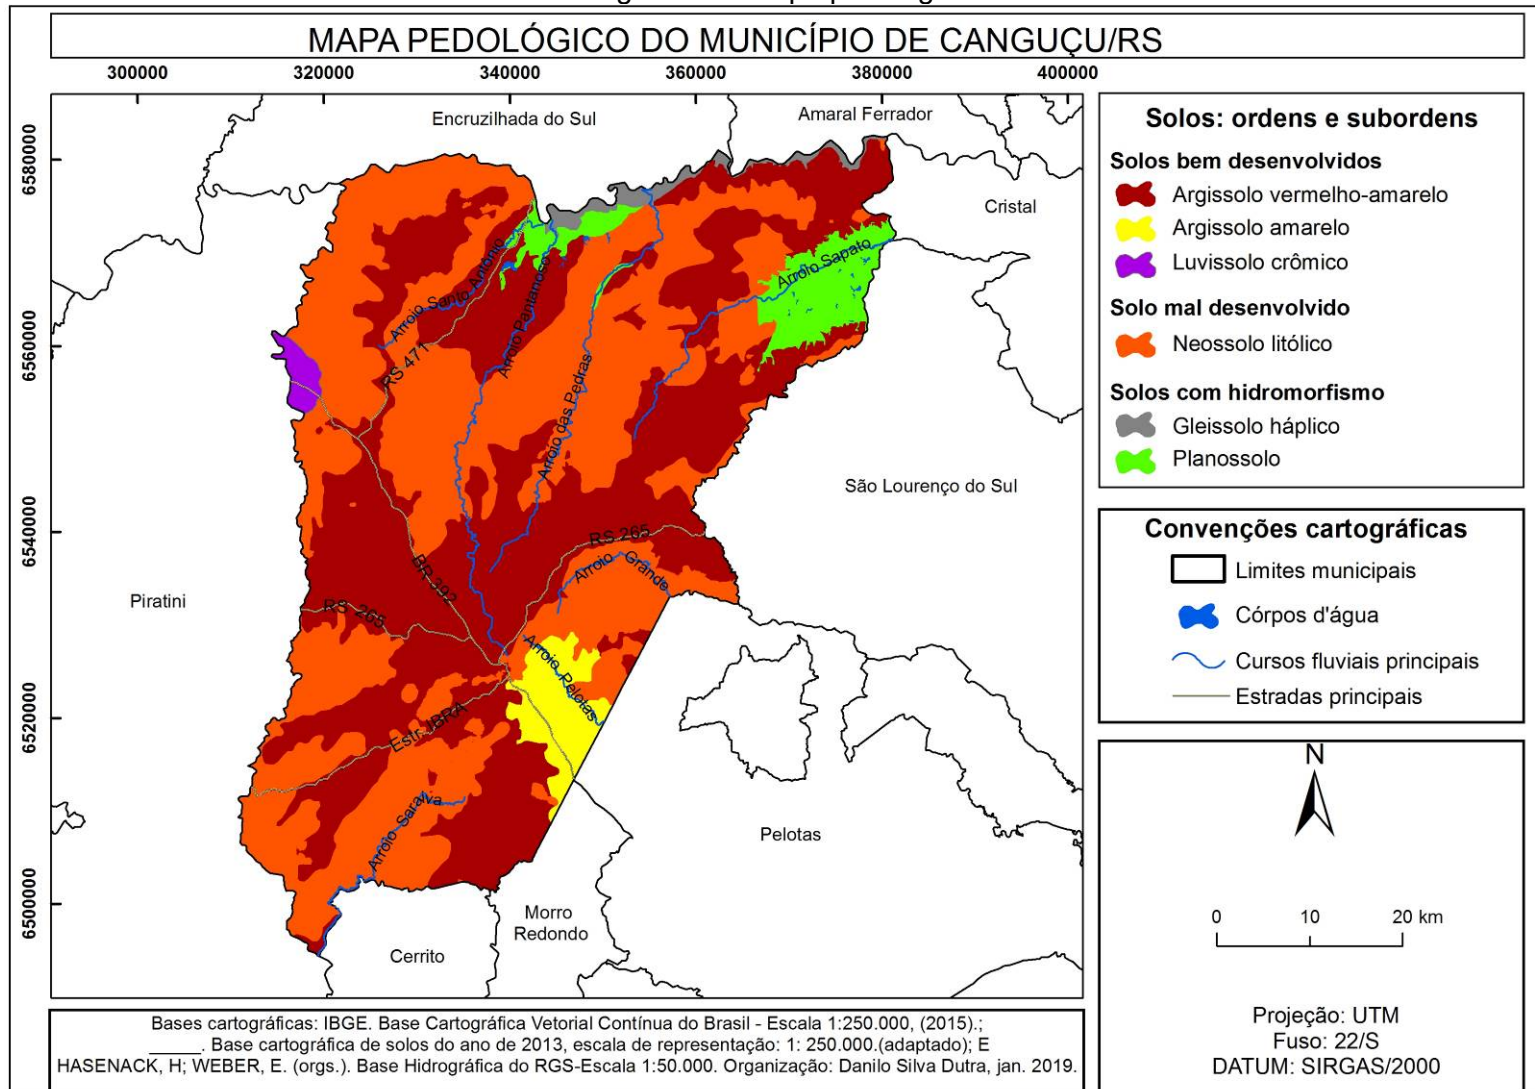 MAPA PEDOLÓGICO DO MUNICÍPIO DE CANGUÇU/RS
300000 320000 340000 360000 380000 400000
6580000
6560000
6540000
6520000
6500000
Encruzilhada do Sul
Amaral Ferrador
Cristal
São Lourenço do Sul
Piratini
Pelotas
Morro
Redondo
Cerrito
Arroio Santo Antônio
RS 471
Arroio Pantanoso
Arroio das Pedras
Arroio Sapato
BR 392
RS 265
RS 265
Arroio Grande
Arroio Pelotas
Estr. IBRA
Arroio Saraiva
Solos: ordens e subordens
Solos bem desenvolvidos
Argissolo vermelho-amarelo
Argissolo amarelo
Luvissolo crômico
Solo mal desenvolvido
Neossolo litólico
Solos com hidromorfismo
Gleissolo háplico
Planossolo
Convenções cartográficas
Limites municipais
Córpos d'água
Cursos fluviais principais
Estradas principais
N
0 10 20 km
Projeção: UTM
Fuso: 22/S
DATUM: SIRGAS/2000
Bases cartográficas: IBGE. Base Cartográfica Vetorial Contínua do Brasil - Escala 1:250.000, (2015).;
______. Base cartográfica de solos do ano de 2013, escala de representação: 1: 250.000.(adaptado); E
HASENACK, H; WEBER, E. (orgs.). Base Hidrográfica do RGS-Escala 1:50.000. Organização: Danilo Silva Dutra, jan. 2019.